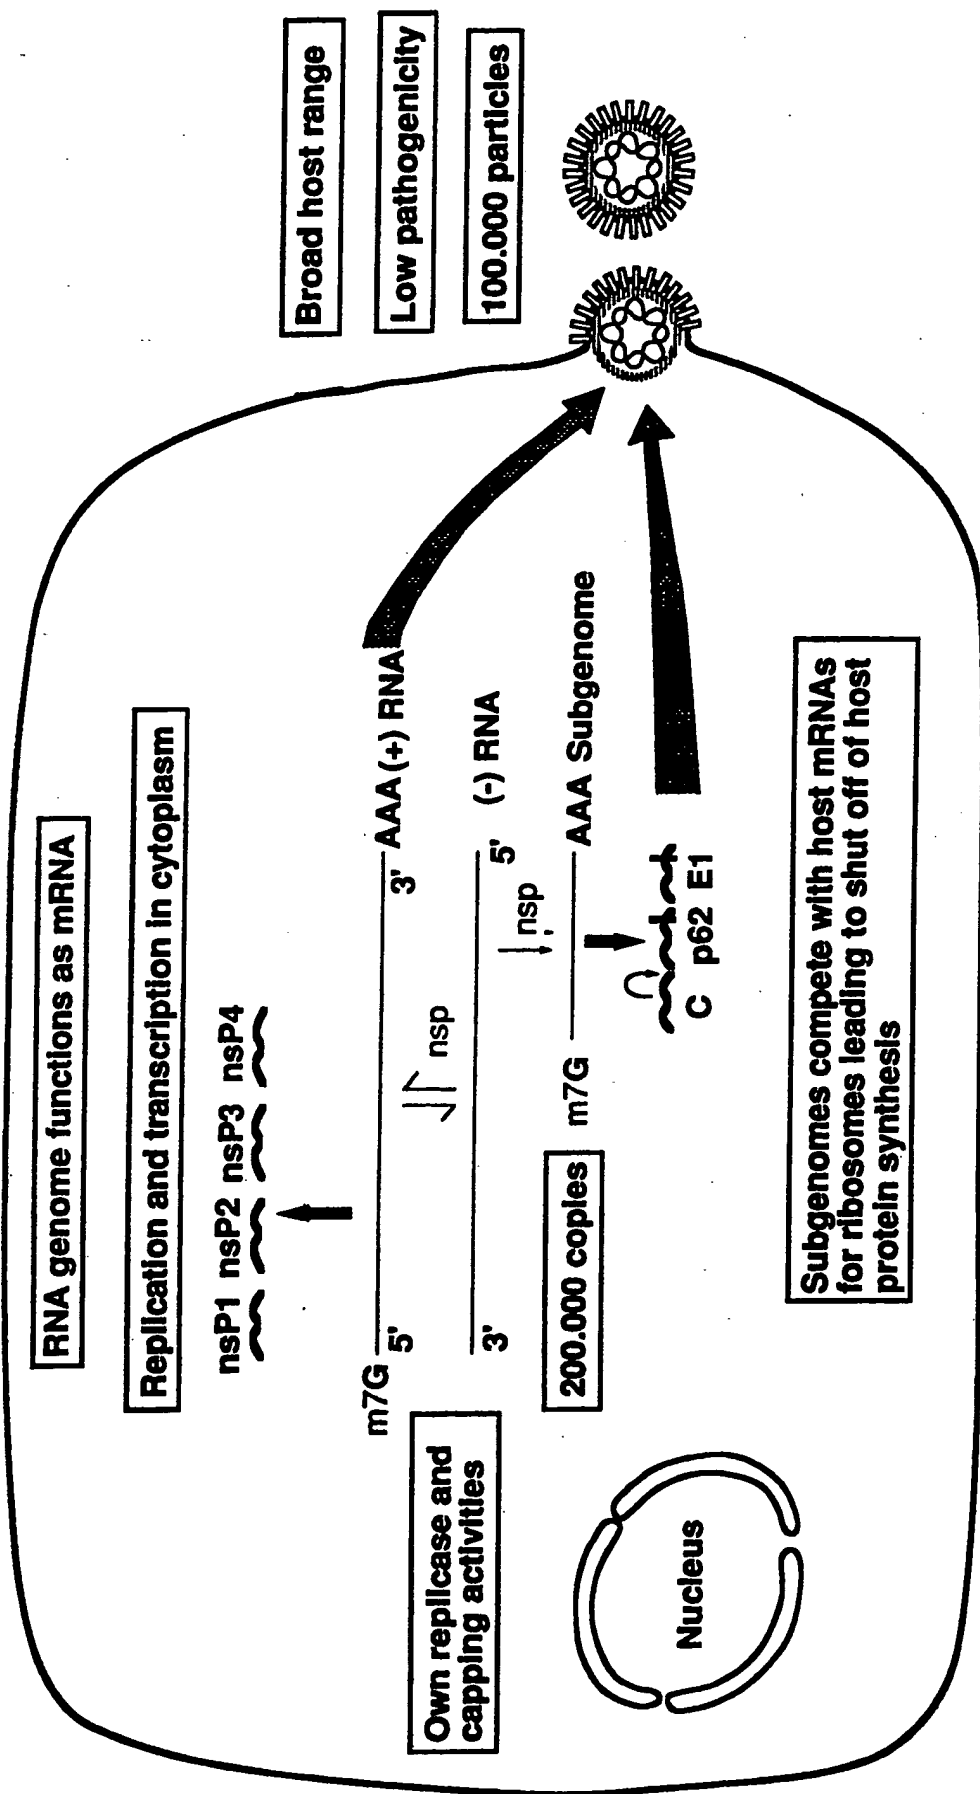 RNA genome functions as mRNA
Replication and transcription in cytoplasm
nsP1 nsP2 nsP3 nsP4
m7G
5'
3'
AAA (+) RNA
nsp
3'
5'
(-) RNA
nsp
m7G
AAA Subgenome
C p62 E1
Own replicase and
capping activities
200.000 copies
Nucleus
Subgenomes compete with host mRNAs
for ribosomes leading to shut off of host
protein synthesis
Broad host range
Low pathogenicity
100.000 particles